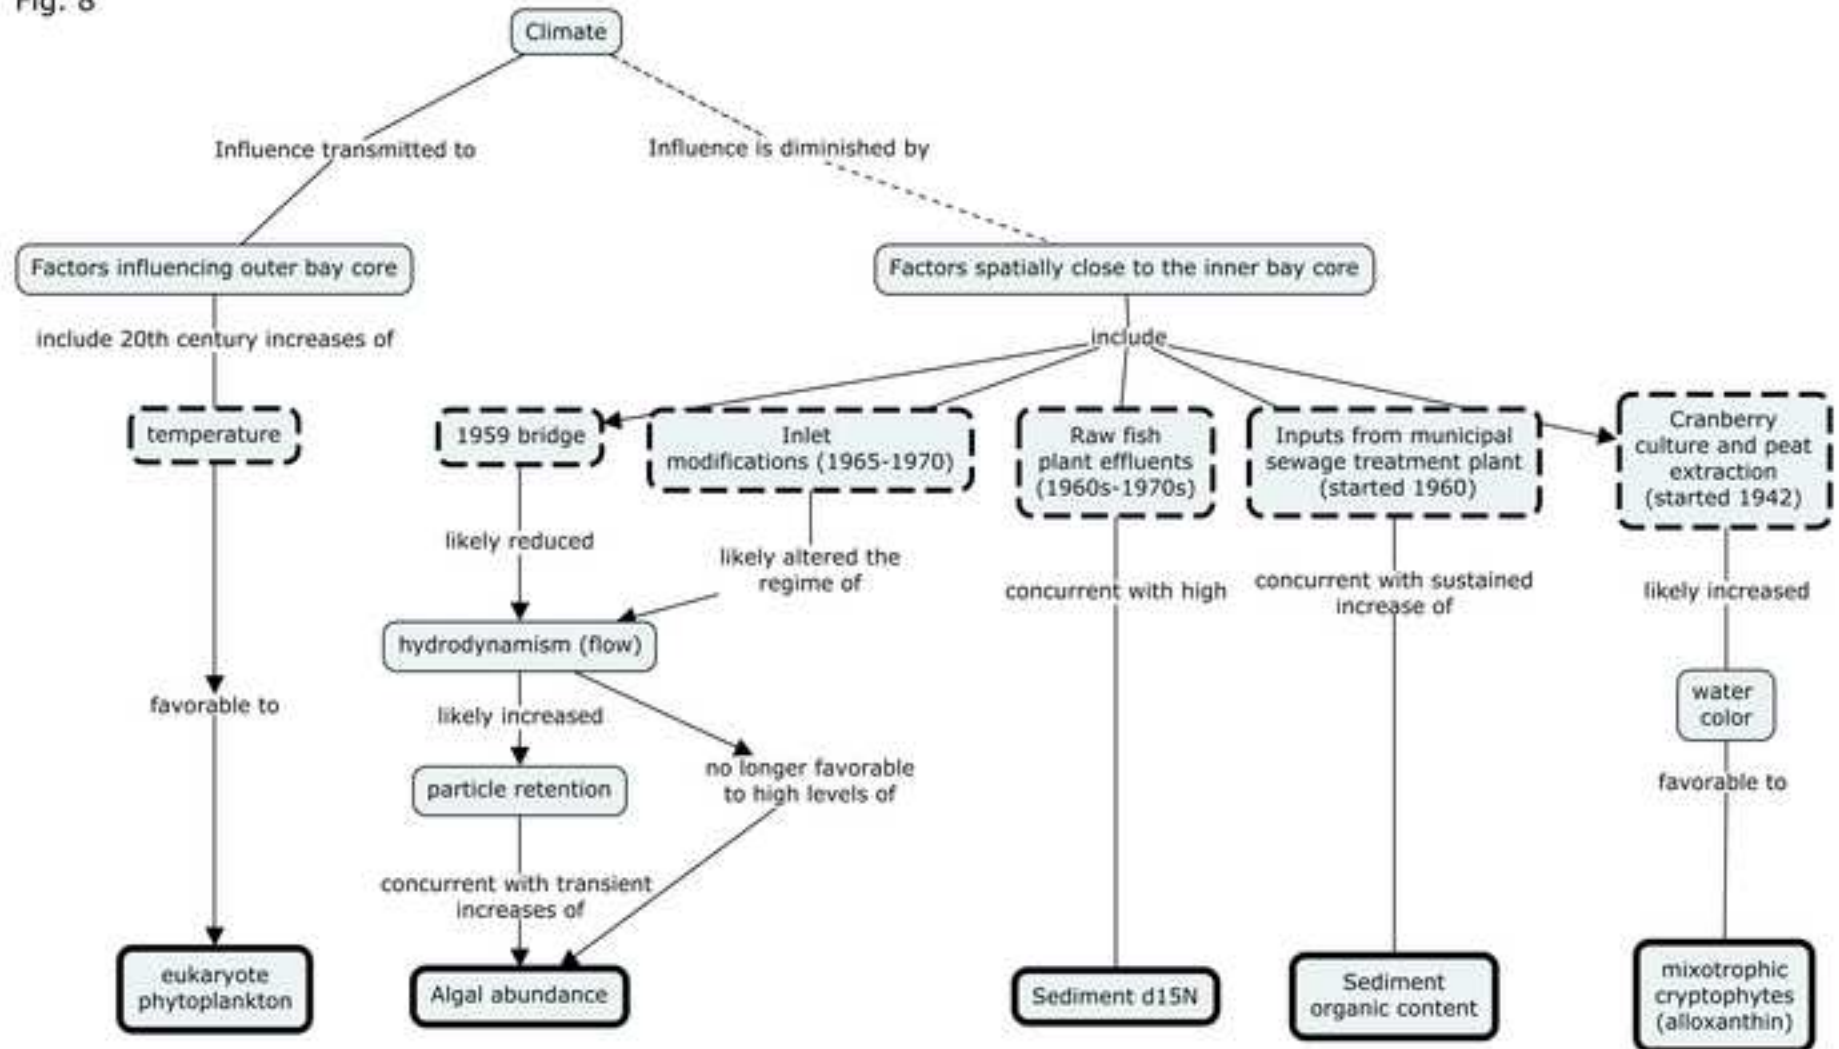 Fig. 8
Climate
Influence transmitted to
Influence is diminished by
Factors influencing outer bay core
Factors spatially close to the inner bay core
include 20th century increases of
include
temperature
1959 bridge
Inlet
modifications (1965-1970)
Raw fish
plant effluents
(1960s-1970s)
Inputs from municipal
sewage treatment plant
(started 1960)
Cranberry
culture and peat
extraction
(started 1942)
likely reduced
likely altered the
regime of
concurrent with high
concurrent with sustained
increase of
likely increased
hydrodynamism (flow)
favorable to
likely increased
water
color
no longer favorable
to high levels of
particle retention
favorable to
concurrent with transient
increases of
eukaryote
phytoplankton
Algal abundance
Sediment d15N
Sediment
organic content
mixotrophic
cryptophytes
(alloxanthin)